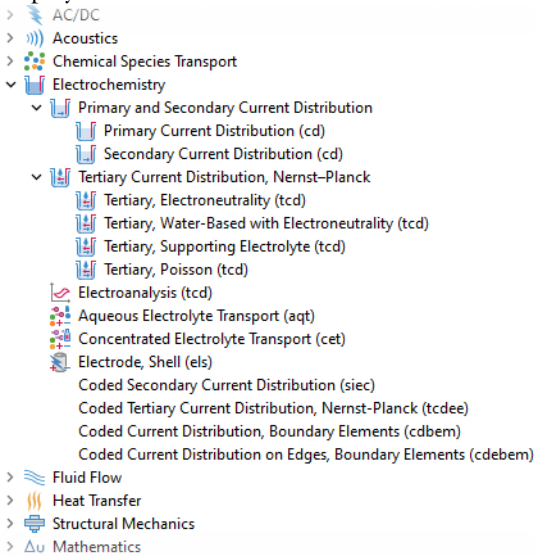 AC/DC
Acoustics
Chemical Species Transport
Electrochemistry
Primary and Secondary Current Distribution
Primary Current Distribution (cd)
Secondary Current Distribution (cd)
Tertiary Current Distribution, Nernst–Planck
Tertiary, Electroneutrality (tcd)
Tertiary, Water-Based with Electroneutrality (tcd)
Tertiary, Supporting Electrolyte (tcd)
Tertiary, Poisson (tcd)
Electroanalysis (tcd)
Aqueous Electrolyte Transport (aqt)
Concentrated Electrolyte Transport (cet)
Electrode, Shell (els)
Coded Secondary Current Distribution (siec)
Coded Tertiary Current Distribution, Nernst-Planck (tcdee)
Coded Current Distribution, Boundary Elements (cdbem)
Coded Current Distribution on Edges, Boundary Elements (cdebem)
Fluid Flow
Heat Transfer
Structural Mechanics
Δu Mathematics